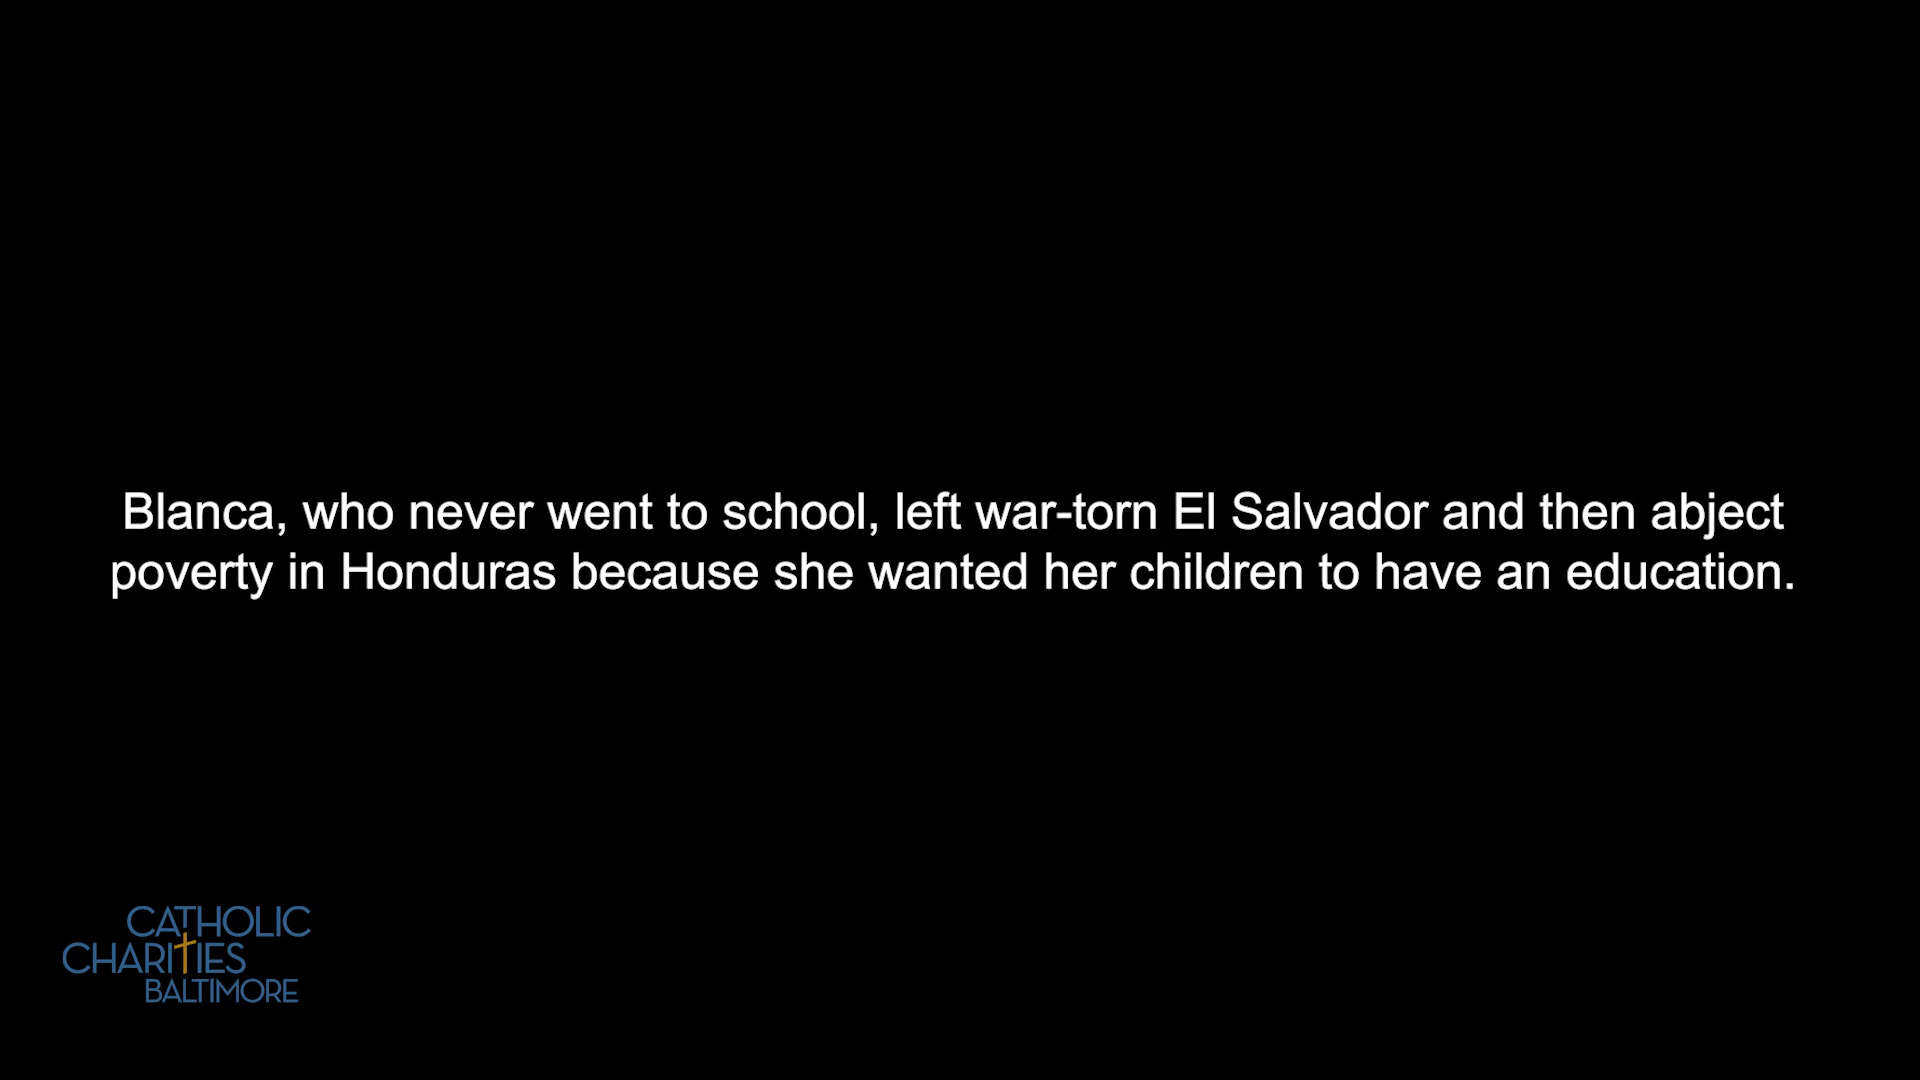 Blanca, who never went to school, left war-torn El Salvador and then abject
poverty in Honduras because she wanted her children to have an education.
CATHOLIC
CHARITIES
BALTIMORE